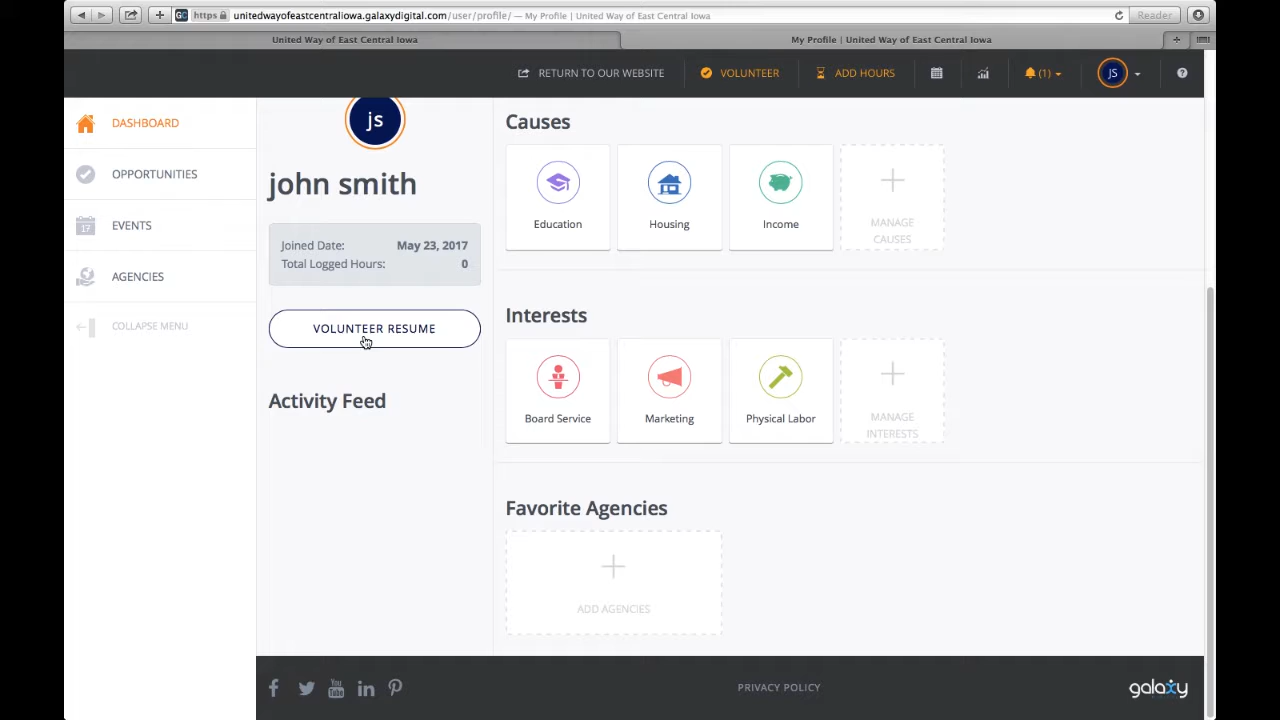 https unitedwayofeastcentraliowa.galaxydigital.com/user/profile/ — My Profile | United Way of East Central Iowa
Reader
United Way of East Central Iowa
My Profile | United Way of East Central Iowa
RETURN TO OUR WEBSITE
VOLUNTEER
ADD HOURS
(1)
JS
?
DASHBOARD
OPPORTUNITIES
17
EVENTS
AGENCIES
COLLAPSE MENU
js
john smith
Joined Date: May 23, 2017
Total Logged Hours: 0
VOLUNTEER RESUME
Activity Feed
Causes
Education
Housing
Income
MANAGE
CAUSES
Interests
Board Service
Marketing
Physical Labor
MANAGE
INTERESTS
Favorite Agencies
ADD AGENCIES
You
Tube
in
PRIVACY POLICY
galaxy